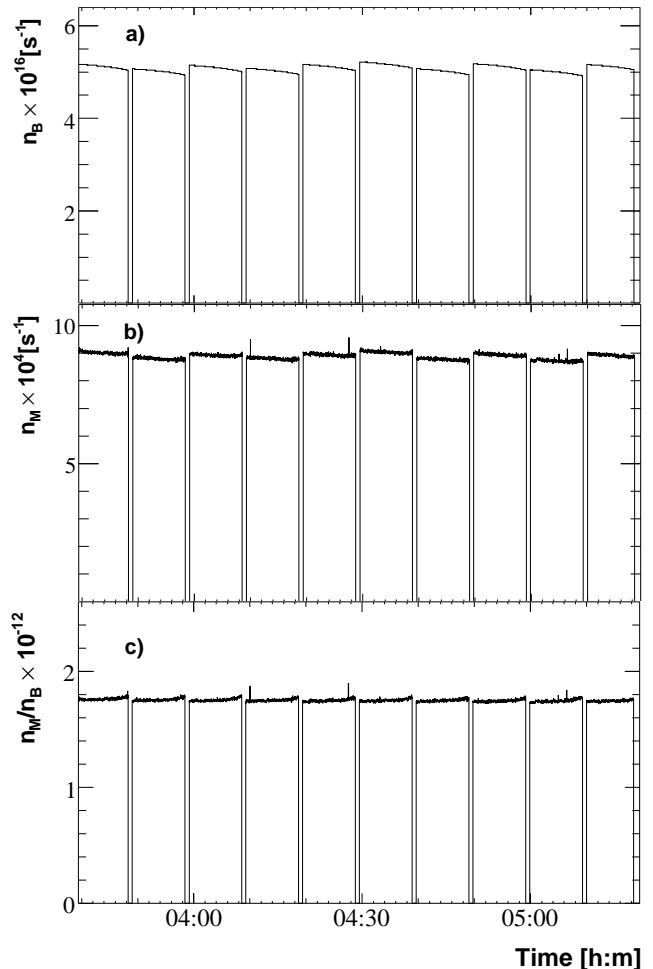 a)
n_B × 10^16 [s^-1]
6
4
2
b)
n_M × 10^4 [s^-1]
10
5
c)
n_M/n_B × 10^-12
2
1
0
04:00 04:30 05:00
Time [h:m]